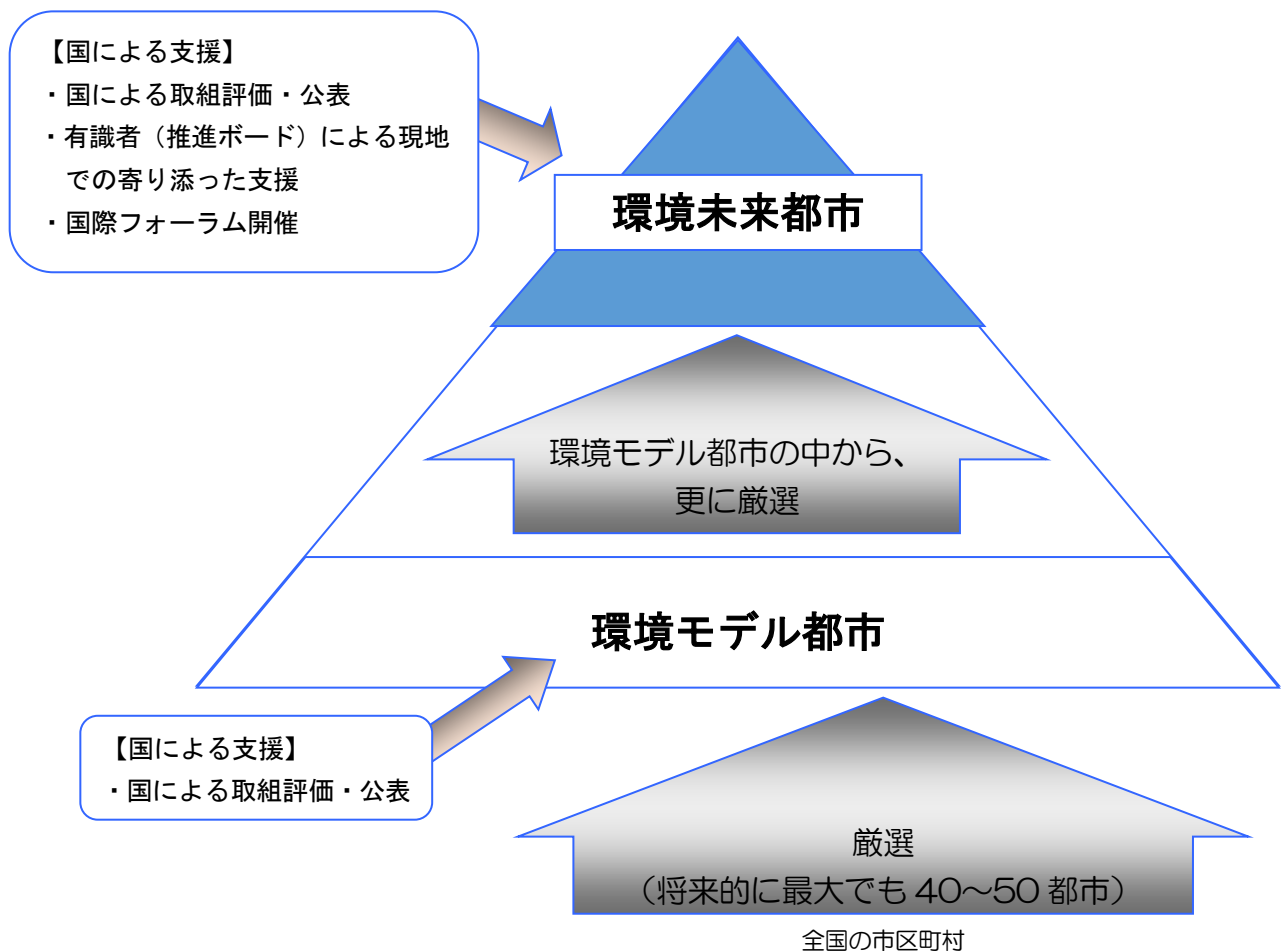 【国による支援】
・国による取組評価・公表
・有識者（推進ボード）による現地
での寄り添った支援
・国際フォーラム開催
環境未来都市
環境モデル都市の中から、
更に厳選
環境モデル都市
【国による支援】
・国による取組評価・公表
厳選
（将来的に最大でも 40～50 都市）
全国の市区町村